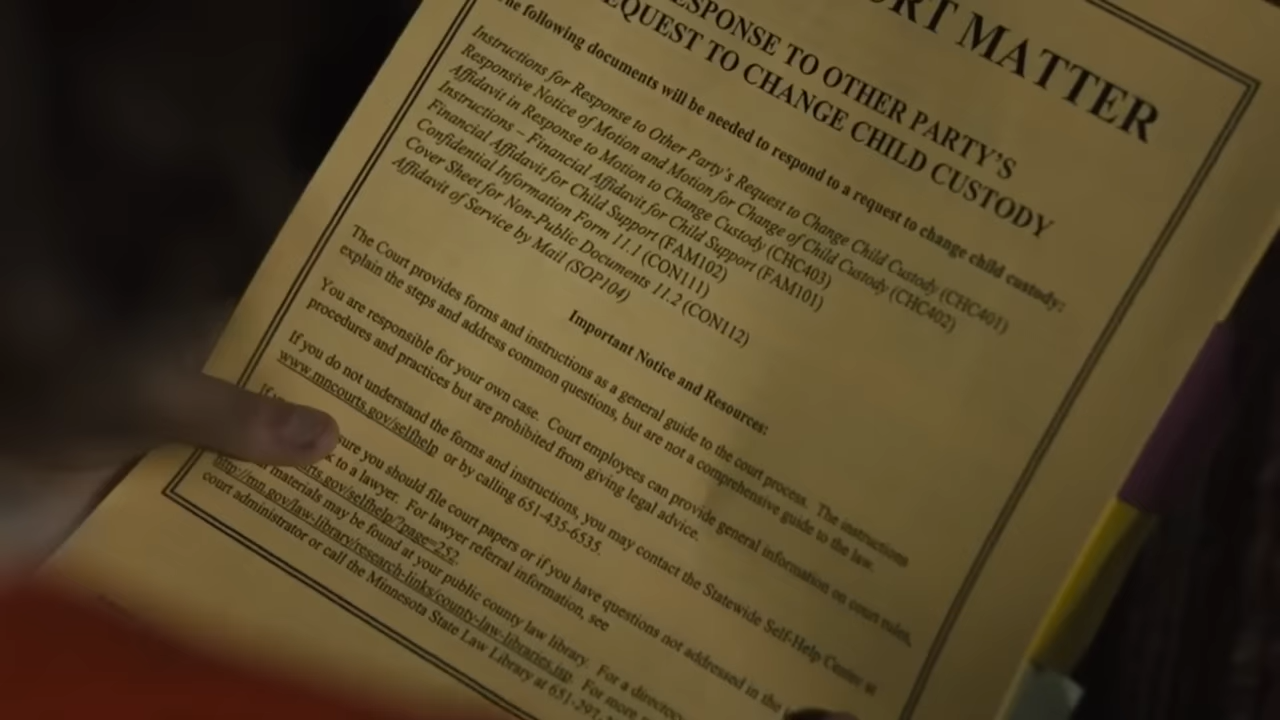 RT MATTER
RESPONSE TO OTHER PARTY'S
REQUEST TO CHANGE CHILD CUSTODY
The following documents will be needed to respond to a request to change child custody:
Instructions for Response to Other Party's Request to Change Child Custody (CHC401)
Responsive Notice of Motion and Motion for Change of Child Custody (CHC402)
Affidavit in Response to Motion to Change Custody (CHC403)
Instructions – Financial Affidavit for Child Support (FAM101)
Financial Affidavit for Child Support (FAM102)
Confidential Information Form 11.1 (CON111)
Cover Sheet for Non-Public Documents 11.2 (CON112)
Affidavit of Service by Mail (SOP104)
Important Notice and Resources:
The Court provides forms and instructions as a general guide to the court process. The instructions
explain the steps and address common questions, but are not a comprehensive guide to the law.
You are responsible for your own case. Court employees can provide general information on court rules,
procedures and practices but are prohibited from giving legal advice.
If you do not understand the forms and instructions, you may contact the Statewide Self-Help Center at
www.mncourts.gov/selfhelp or by calling 651-435-6535.
If sure you should file court papers or if you have questions not addressed in the
k to a lawyer. For lawyer referral information, see
rts.gov/selfhelp/?page=252.
materials may be found at your public county law library. For a directory
http://mn.gov/law-library/research-links/county-law-libraries.jsp. For more
court administrator or call the Minnesota State Law Library at 651-297